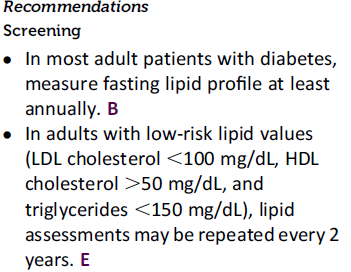 Recommendations
Screening
• In most adult patients with diabetes,
measure fasting lipid profile at least
annually. B
• In adults with low-risk lipid values
(LDL cholesterol <100 mg/dL, HDL
cholesterol >50 mg/dL, and
triglycerides <150 mg/dL), lipid
assessments may be repeated every 2
years. E